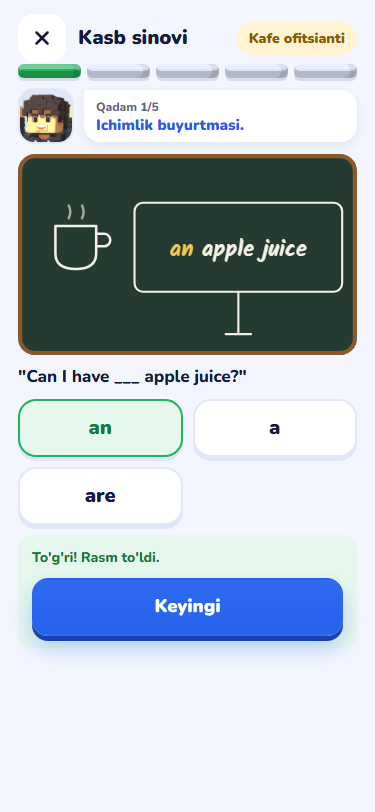 Kasb sinovi
Kafe ofitsianti
Qadam 1/5
Ichimlik buyurtmasi.
an apple juice
"Can I have ___ apple juice?"
an
a
are
To'g'ri! Rasm to'ldi.
Keyingi